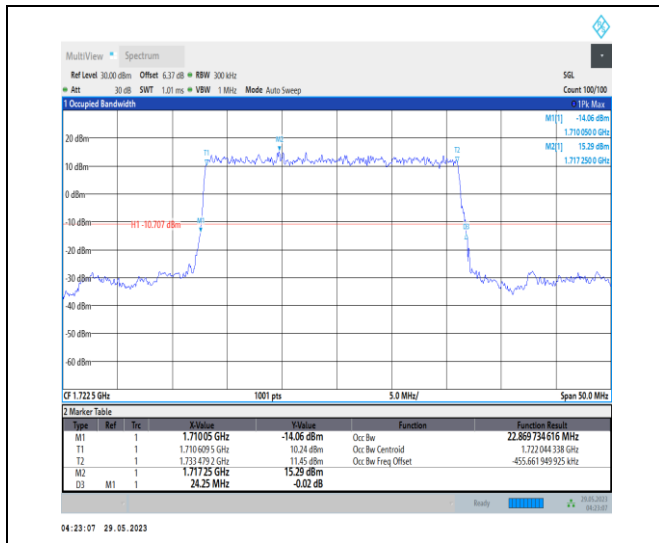 MultiView Spectrum
Ref Level 30.00 dBm Offset 6.37 dB RBW 300 kHz SGL
Att 30 dB SWT 1.01 ms VBW 1 MHz Mode Auto Sweep Count 100/100
1 Occupied Bandwidth 1Pk Max
M1[1] -14.06 dBm
1.710 050 0 GHz
M2[1] 15.29 dBm
1.717 250 0 GHz
20 dBm
M2
T1
T2
10 dBm
0 dBm
-10 dBm
H1 -10.707 dBm
M1
D3
-20 dBm
-30 dBm
-40 dBm
-50 dBm
-60 dBm
CF 1.722 5 GHz 1001 pts 5.0 MHz/ Span 50.0 MHz
2 Marker Table
Type Ref Trc X-Value Y-Value Function Function Result
M1 1 1.71005 GHz -14.06 dBm Occ Bw 22.869 734 616 MHz
T1 1 1.710 609 5 GHz 10.24 dBm Occ Bw Centroid 1.722 044 338 GHz
T2 1 1.733 479 2 GHz 11.45 dBm Occ Bw Freq Offset -455.661 949 925 kHz
M2 1 1.717 25 GHz 15.29 dBm
D3 M1 1 24.25 MHz -0.02 dB
Ready 29.05.2023
04:23:07
04:23:07 29.05.2023